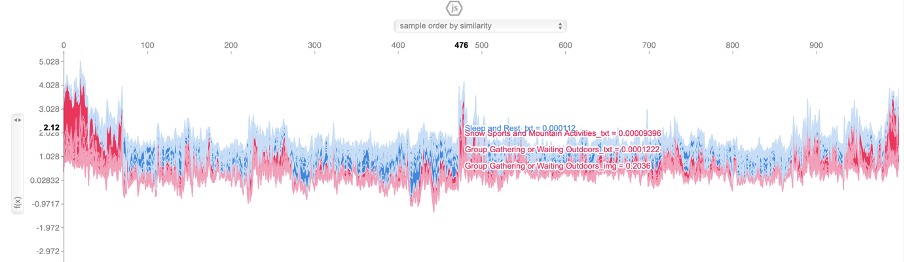 js
sample order by similarity
0 100 200 300 400 476 500 600 700 800 900
5.028
4.028
3.028
2.12
2.028
1.028
0.02832
-0.9717
-1.972
-2.972
f(x)
Sleep and Rest_txt = 0.000112
Snow Sports and Mountain Activities_txt = 0.00009396
Group Gathering or Waiting Outdoors_txt = 0.0001222
Group Gathering or Waiting Outdoors_img = 0.2036